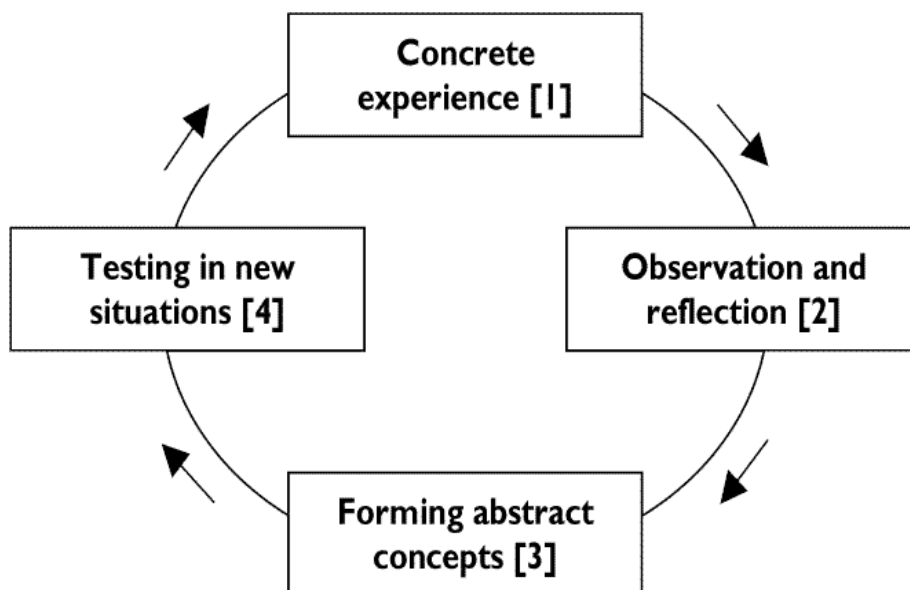 Concrete
experience [1]
Observation and
reflection [2]
Forming abstract
concepts [3]
Testing in new
situations [4]